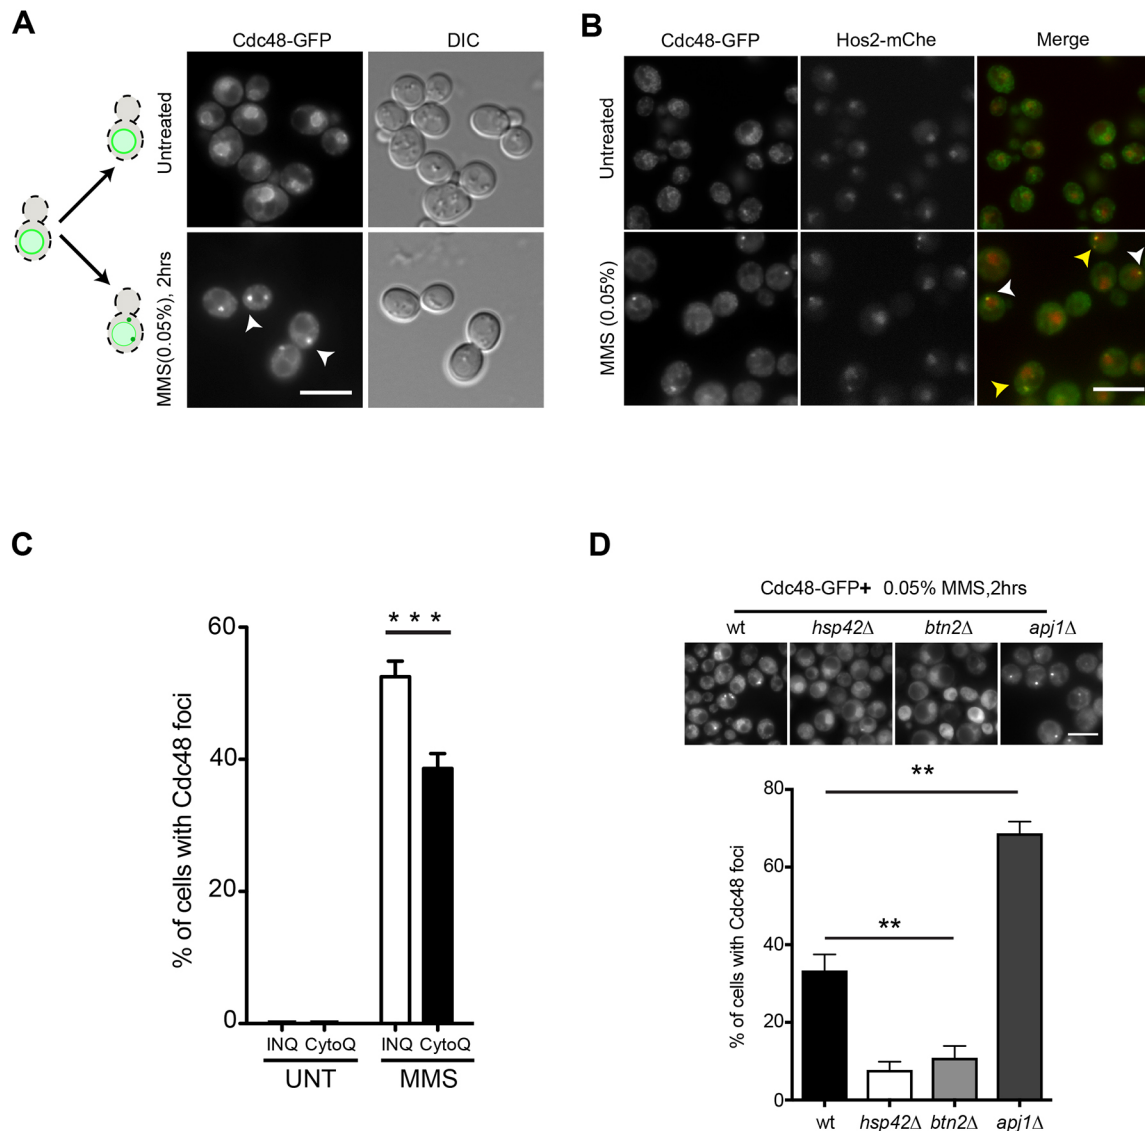 A
Cdc48-GFP DIC
Untreated
MMS(0.05%), 2hrs
B
Cdc48-GFP Hos2-mChe Merge
Untreated
MMS (0.05%)
C
% of cells with Cdc48 foci
60
40
20
0
* * *
INQ CytoQ INQ CytoQ
UNT MMS
D
Cdc48-GFP+ 0.05% MMS,2hrs
wt hsp42Δ btn2Δ apj1Δ
% of cells with Cdc48 foci
80
60
40
20
0
**
**
wt hsp42Δ btn2Δ apj1Δ